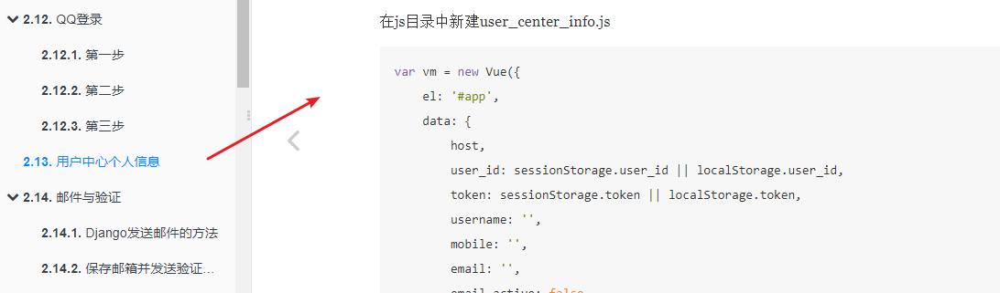 2.12. QQ登录
2.12.1. 第一步
2.12.2. 第二步
2.12.3. 第三步
2.13. 用户中心个人信息
2.14. 邮件与验证
2.14.1. Django发送邮件的方法
2.14.2. 保存邮箱并发送验证...
在js目录中新建user_center_info.js
var vm = new Vue({
    el: '#app',
    data: {
        host,
        user_id: sessionStorage.user_id || localStorage.user_id,
        token: sessionStorage.token || localStorage.token,
        username: '',
        mobile: '',
        email: '',
        email_active: false